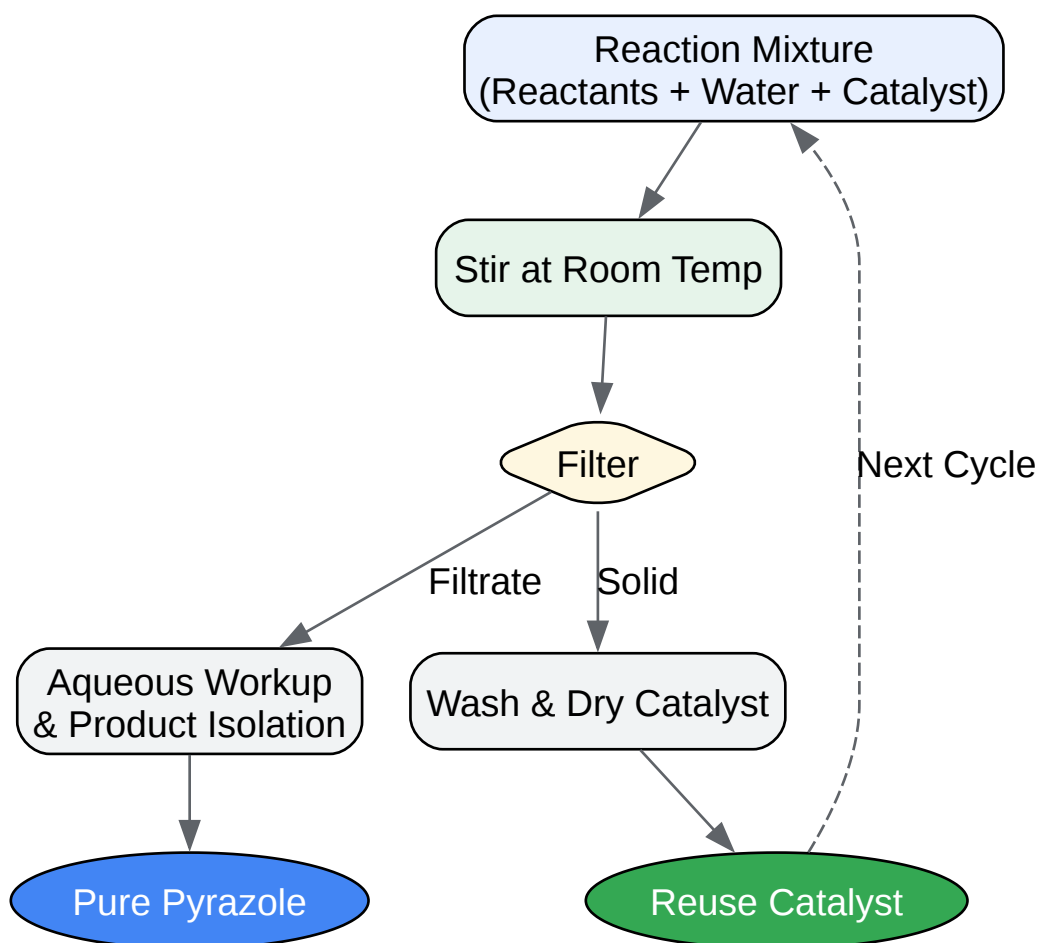 Reaction Mixture
(Reactants + Water + Catalyst)
Stir at Room Temp
Filter
Next Cycle
Filtrate
Solid
Aqueous Workup
& Product Isolation
Wash & Dry Catalyst
Pure Pyrazole
Reuse Catalyst